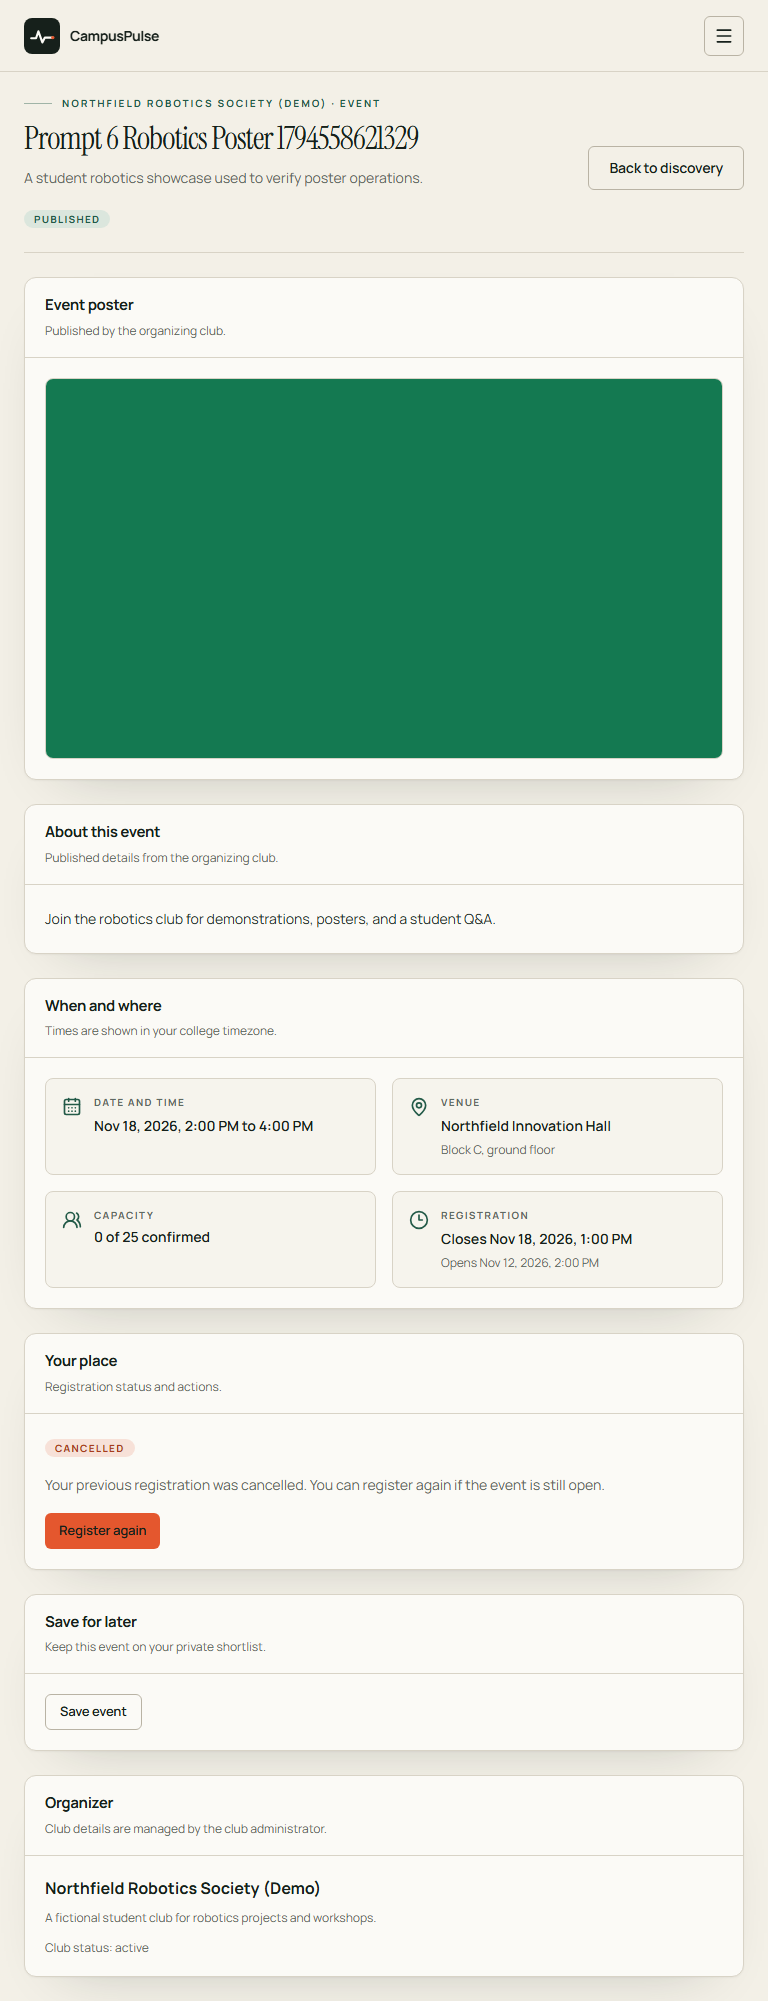 CampusPulse
NORTHFIELD ROBOTICS SOCIETY (DEMO) · EVENT
Prompt 6 Robotics Poster 1794558621329
A student robotics showcase used to verify poster operations.
Back to discovery
PUBLISHED
Event poster
Published by the organizing club.
About this event
Published details from the organizing club.
Join the robotics club for demonstrations, posters, and a student Q&A.
When and where
Times are shown in your college timezone.
DATE AND TIME
Nov 18, 2026, 2:00 PM to 4:00 PM
VENUE
Northfield Innovation Hall
Block C, ground floor
CAPACITY
0 of 25 confirmed
REGISTRATION
Closes Nov 18, 2026, 1:00 PM
Opens Nov 12, 2026, 2:00 PM
Your place
Registration status and actions.
CANCELLED
Your previous registration was cancelled. You can register again if the event is still open.
Register again
Save for later
Keep this event on your private shortlist.
Save event
Organizer
Club details are managed by the club administrator.
Northfield Robotics Society (Demo)
A fictional student club for robotics projects and workshops.
Club status: active